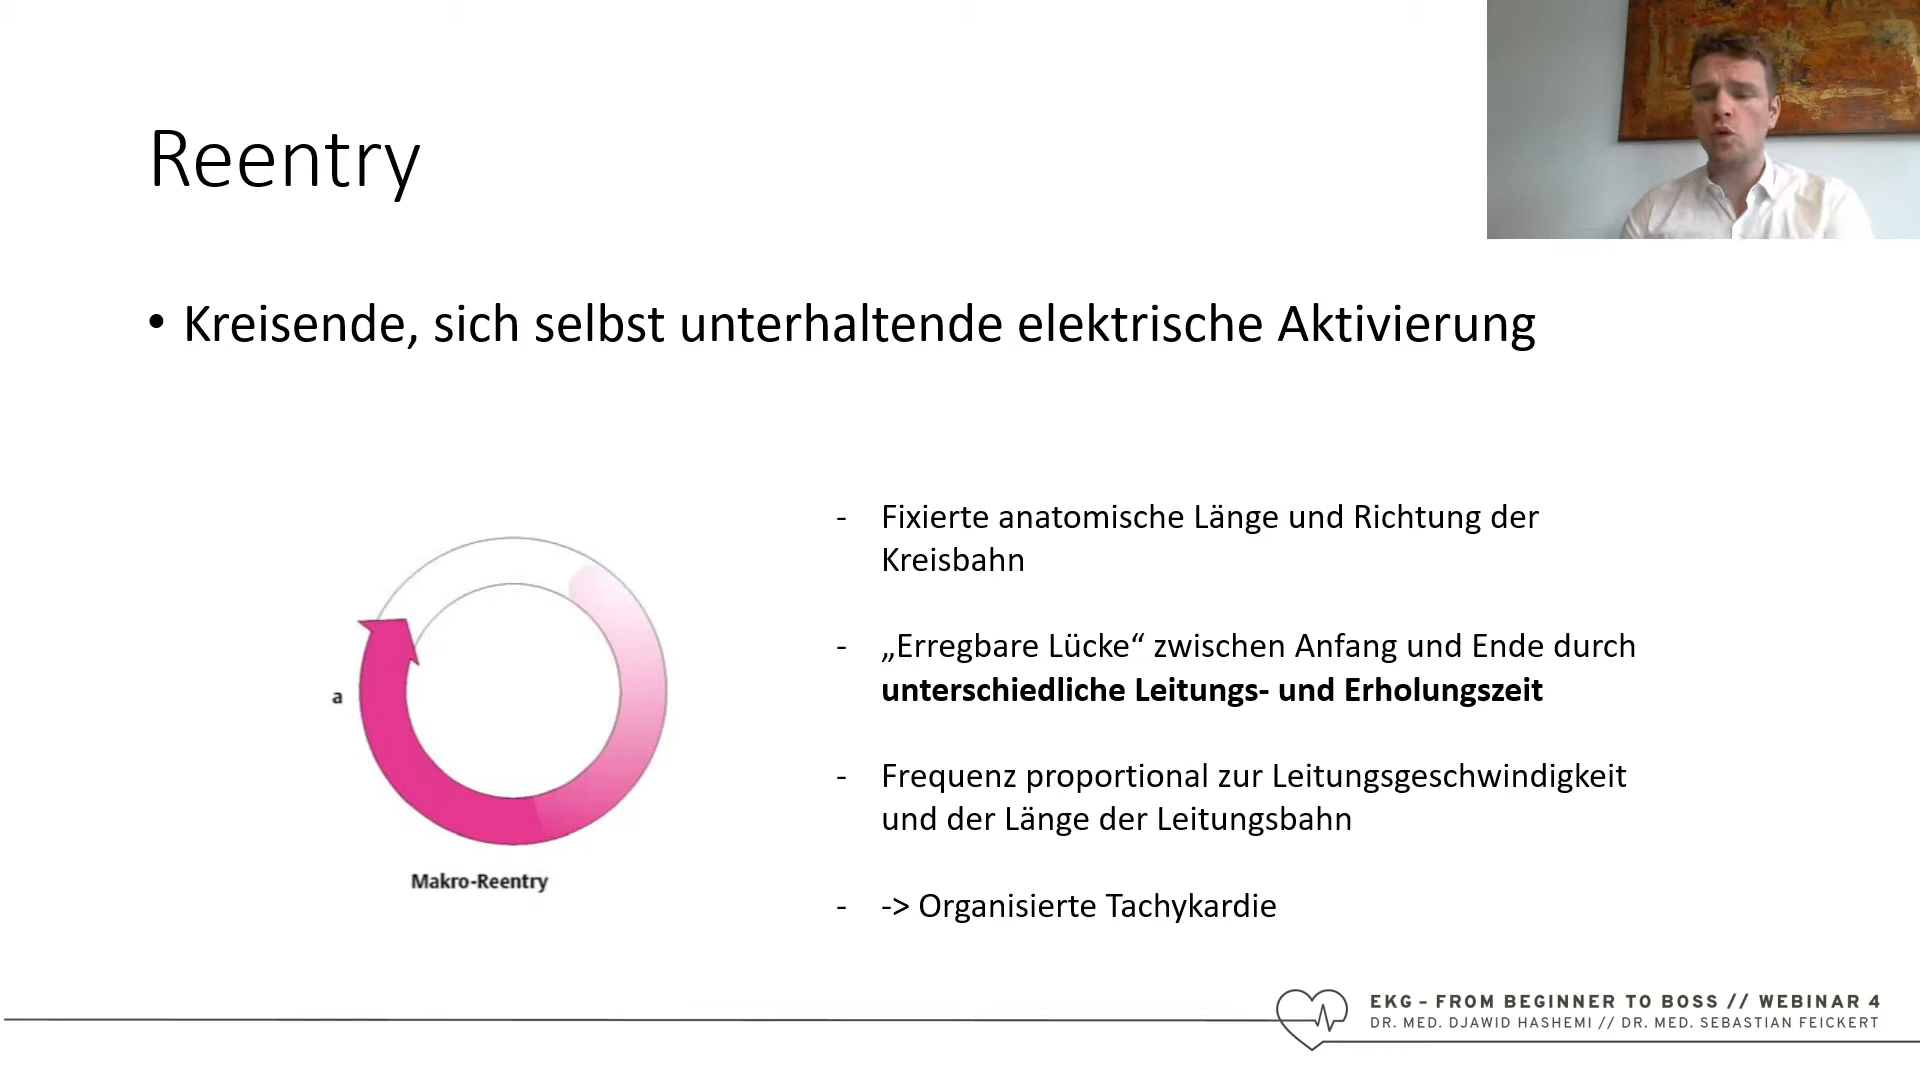 Reentry
• Kreisende, sich selbst unterhaltende elektrische Aktivierung
- Fixierte anatomische Länge und Richtung der
Kreisbahn
- „Erregbare Lücke“ zwischen Anfang und Ende durch
unterschiedliche Leitungs- und Erholungszeit
- Frequenz proportional zur Leitungsgeschwindigkeit
und der Länge der Leitungsbahn
- -> Organisierte Tachykardie
a
Makro-Reentry
EKG – FROM BEGINNER TO BOSS // WEBINAR 4
DR. MED. DJAWID HASHEMI // DR. MED. SEBASTIAN FEICKERT